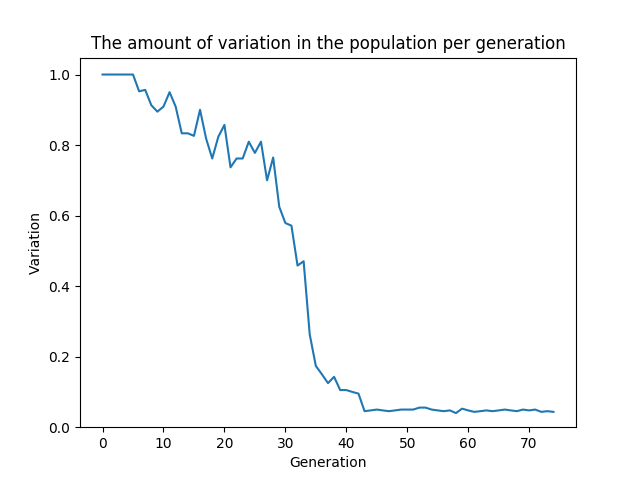 The amount of variation in the population per generation
1.0
0.8
0.6
0.4
0.2
0.0
Variation
0 10 20 30 40 50 60 70
Generation